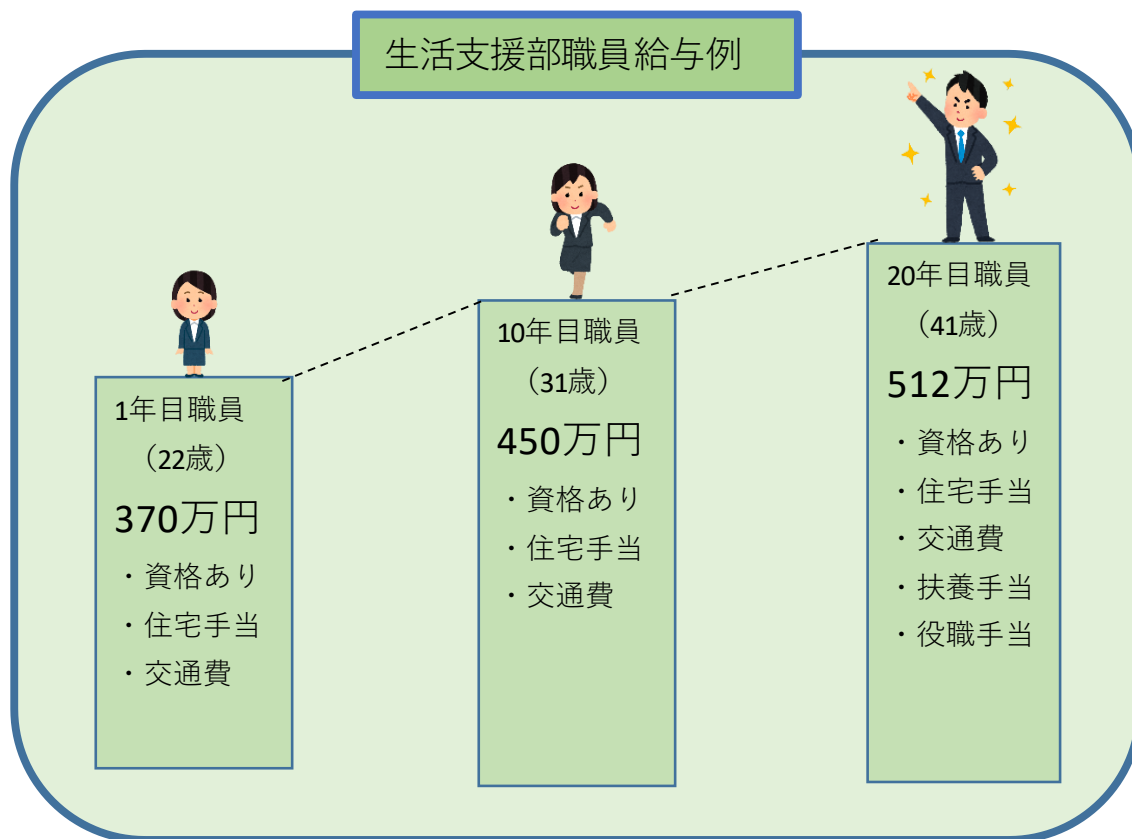 生活支援部職員給与例
1年目職員
（22歳）
370万円
・資格あり
・住宅手当
・交通費
10年目職員
（31歳）
450万円
・資格あり
・住宅手当
・交通費
20年目職員
（41歳）
512万円
・資格あり
・住宅手当
・交通費
・扶養手当
・役職手当